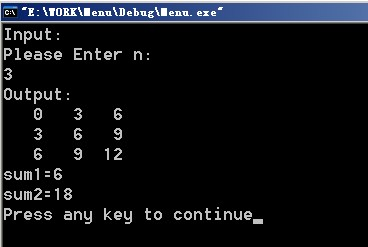 "E:\WORK\Menu\Debug\Menu.exe"
Input:
Please Enter n:
3
Output:
0 3 6
3 6 9
6 9 12
sum1=6
sum2=18
Press any key to continue_